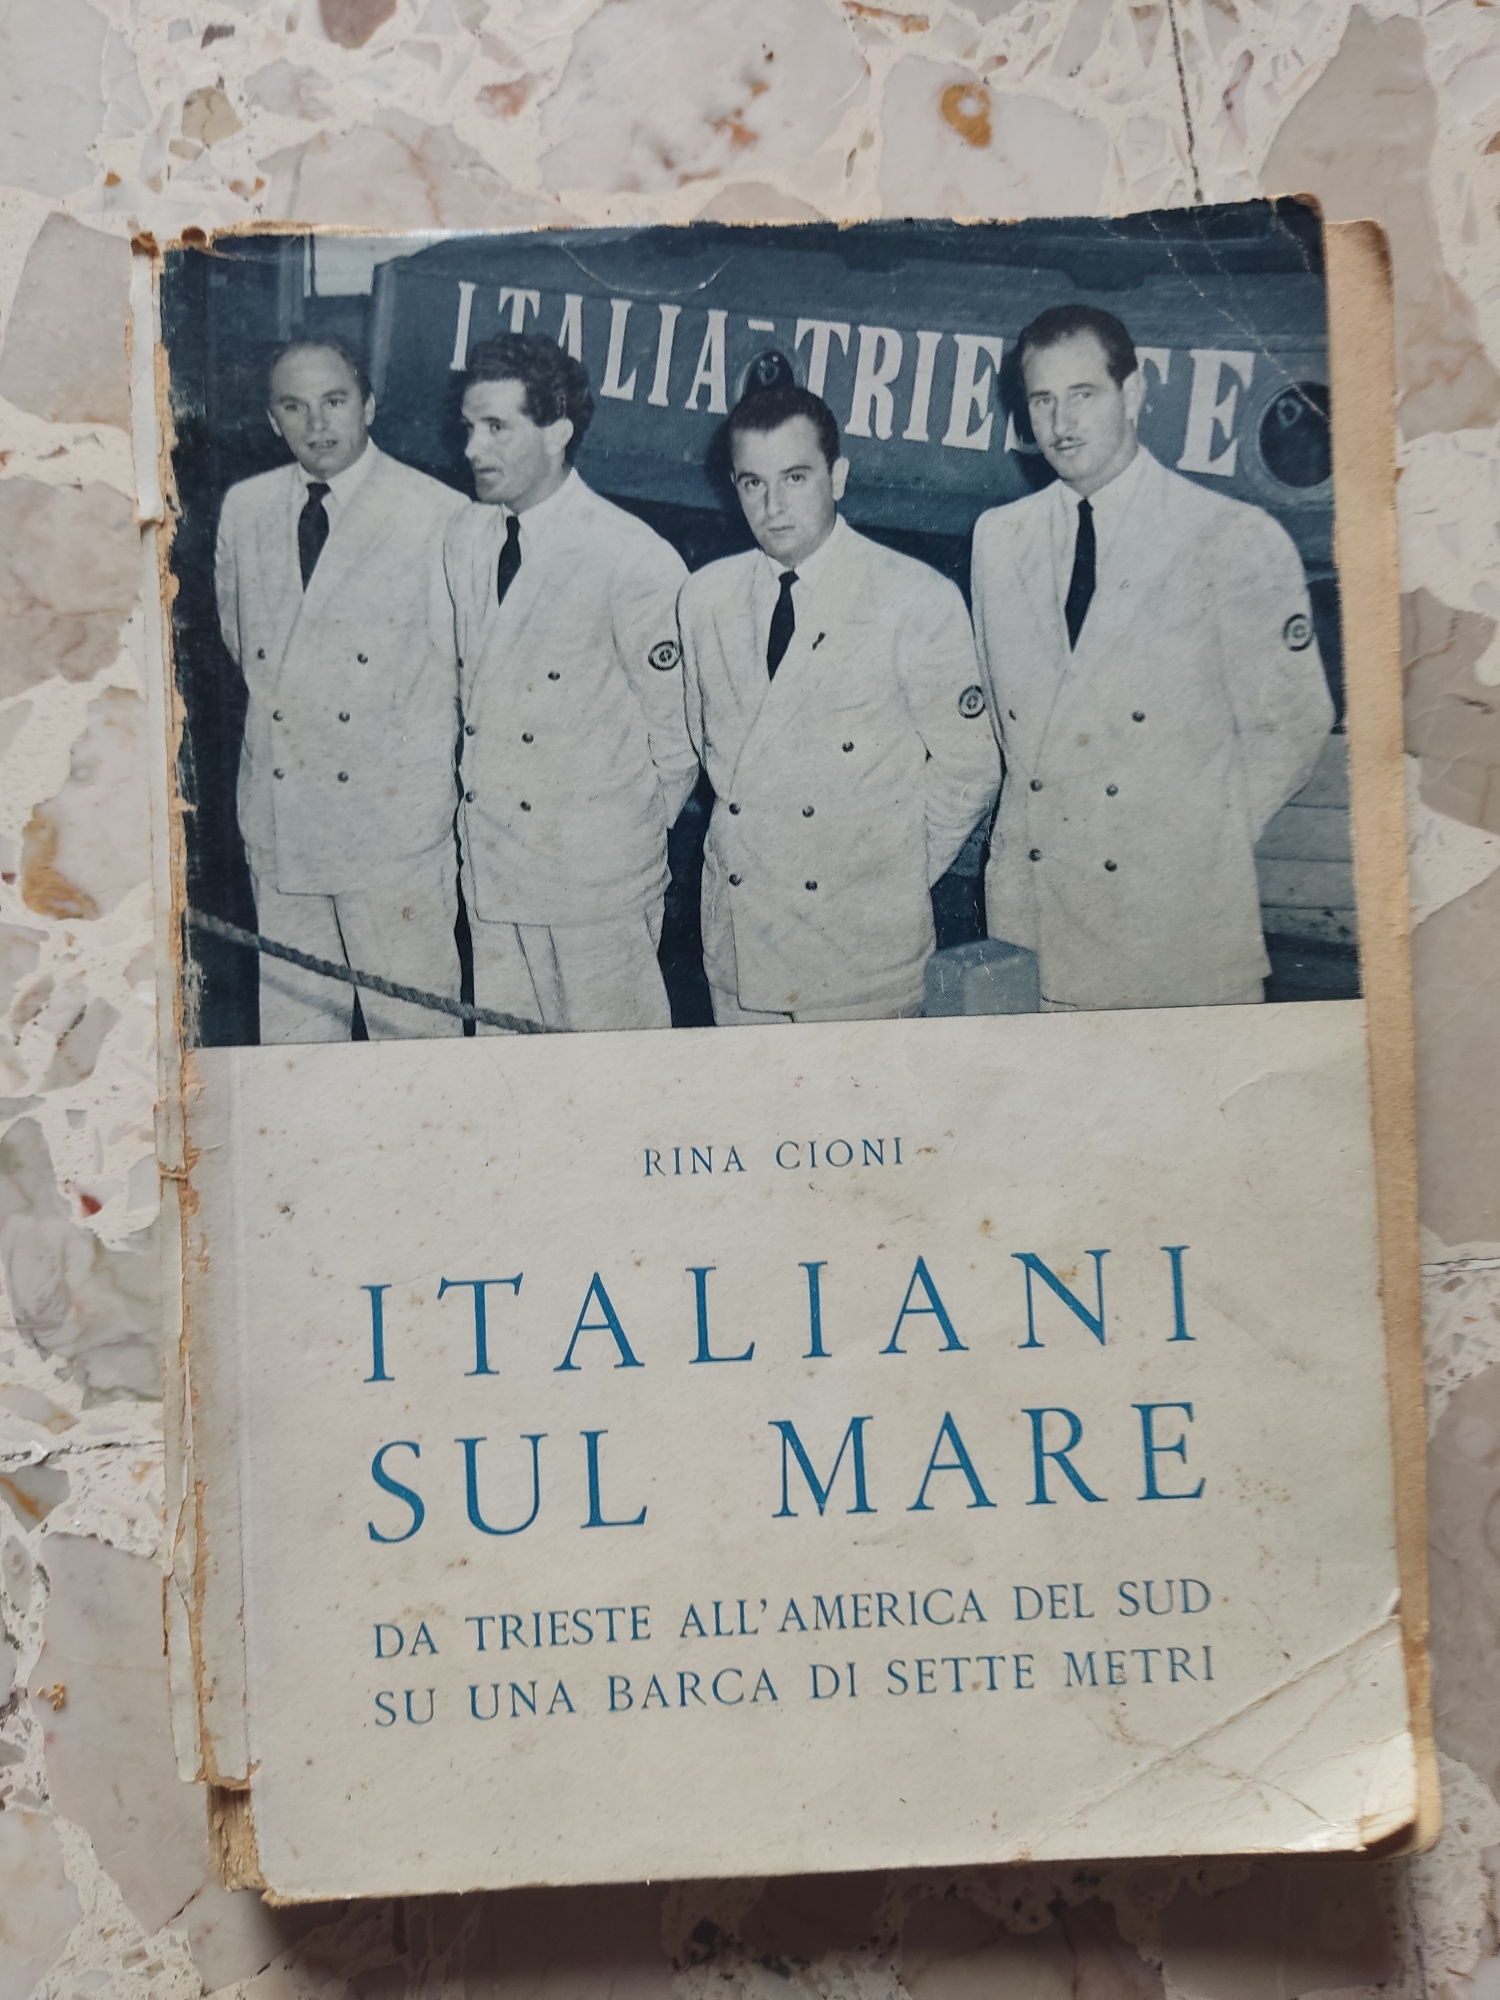 ITALIA-TRIESTE
RINA CIONI
ITALIANI
SUL MARE
DA TRIESTE ALL'AMERICA DEL SUD
SU UNA BARCA DI SETTE METRI